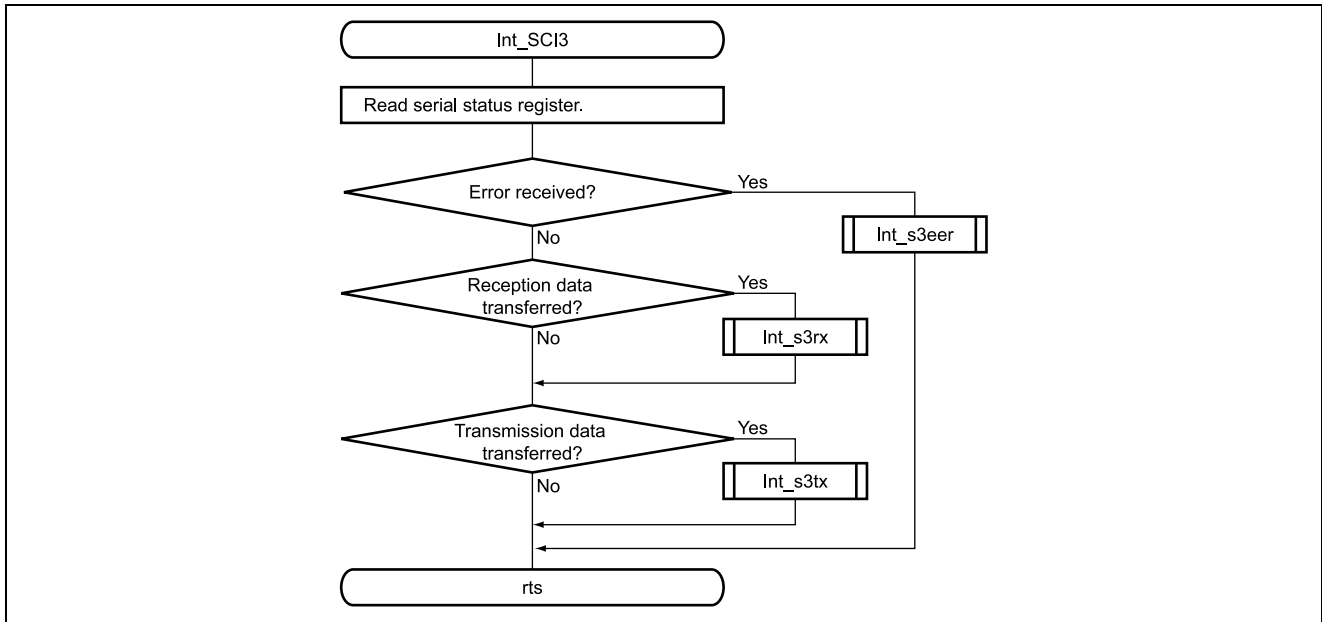 Int_SCI3
Read serial status register.
Error received?
Yes
Int_s3eer
No
Reception data
transferred?
Yes
Int_s3rx
No
Transmission data
transferred?
Yes
Int_s3tx
No
rts